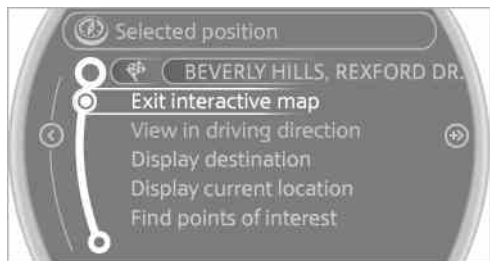 Selected position
BEVERLY HILLS, REXFORD DR.
Exit interactive map
View in driving direction
Display destination
Display current location
Find points of interest